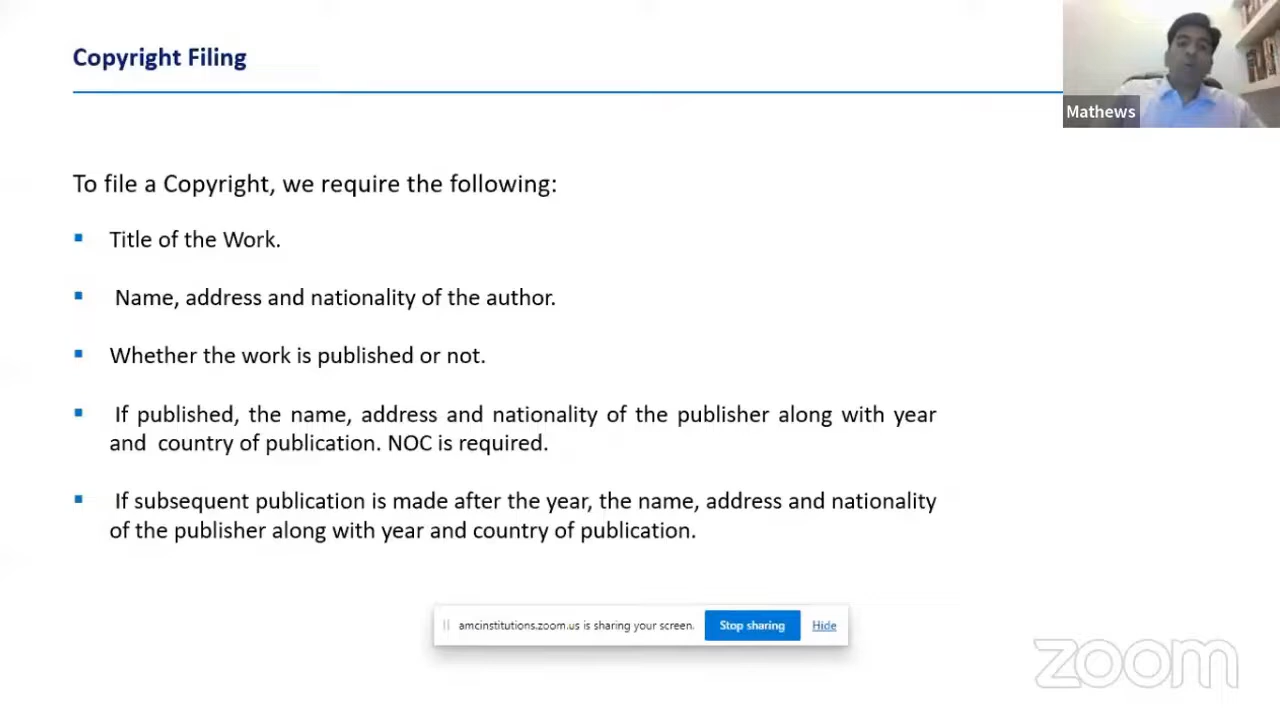 Copyright Filing
Mathews
To file a Copyright, we require the following:
▪ Title of the Work.
▪ Name, address and nationality of the author.
▪ Whether the work is published or not.
▪ If published, the name, address and nationality of the publisher along with year
and country of publication. NOC is required.
▪ If subsequent publication is made after the year, the name, address and nationality
of the publisher along with year and country of publication.
amcinstitutions.zoom.us is sharing your screen. Stop sharing Hide
zoom